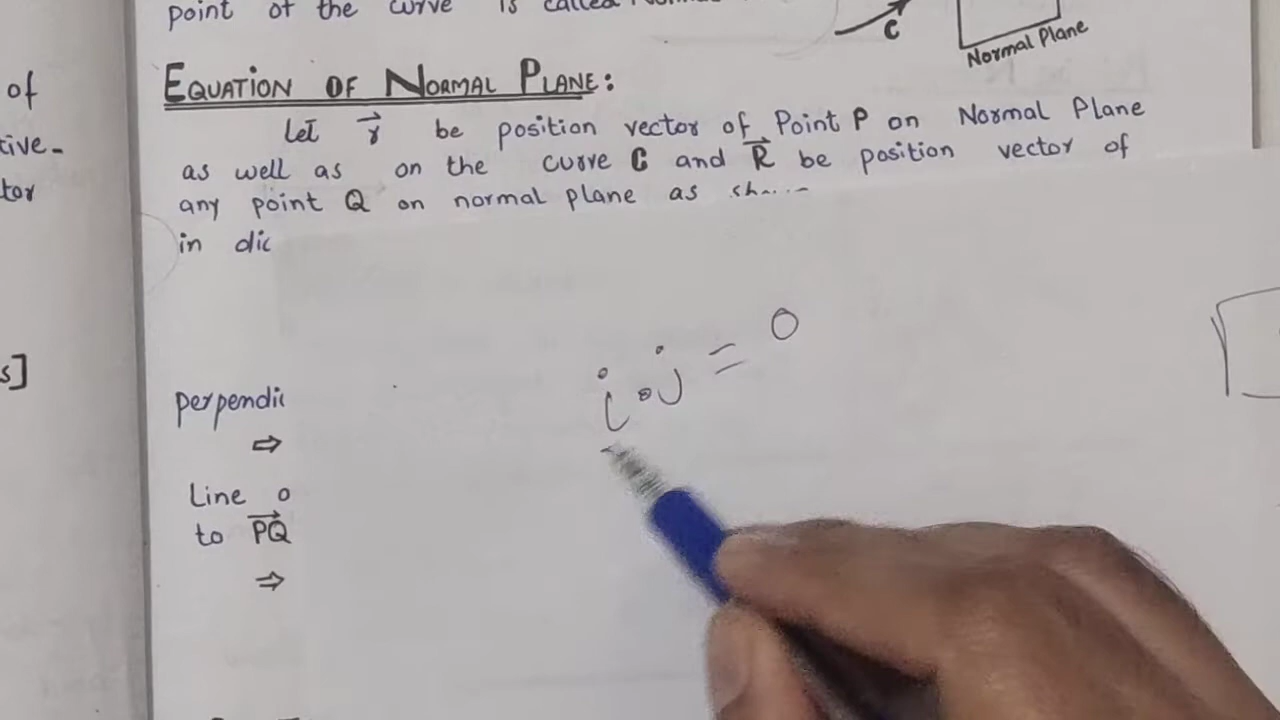 point of the curve is called
C
Normal Plane
of
tive-
tor
s]
EQUATION OF NORMAL PLANE:
Let r be position vector of Point P on Normal Plane
as well as on the curve C and R be position vector of
any point Q on normal plane as
in
i.j = 0
⇒
Line
to PQ
⇒